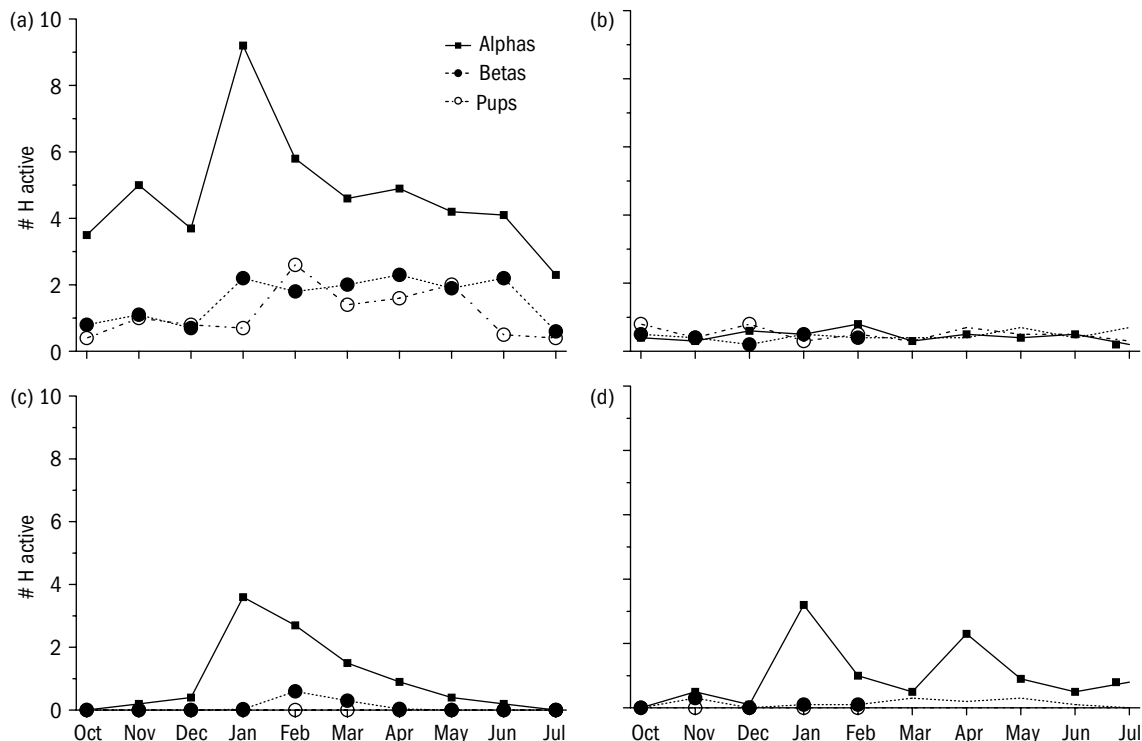 (a)
10
8
6
4
2
0
# H active
Alphas
Betas
Pups
(b)
(c)
10
8
6
4
2
0
# H active
Oct Nov Dec Jan Feb Mar Apr May Jun Jul
(d)
Oct Nov Dec Jan Feb Mar Apr May Jun Jul